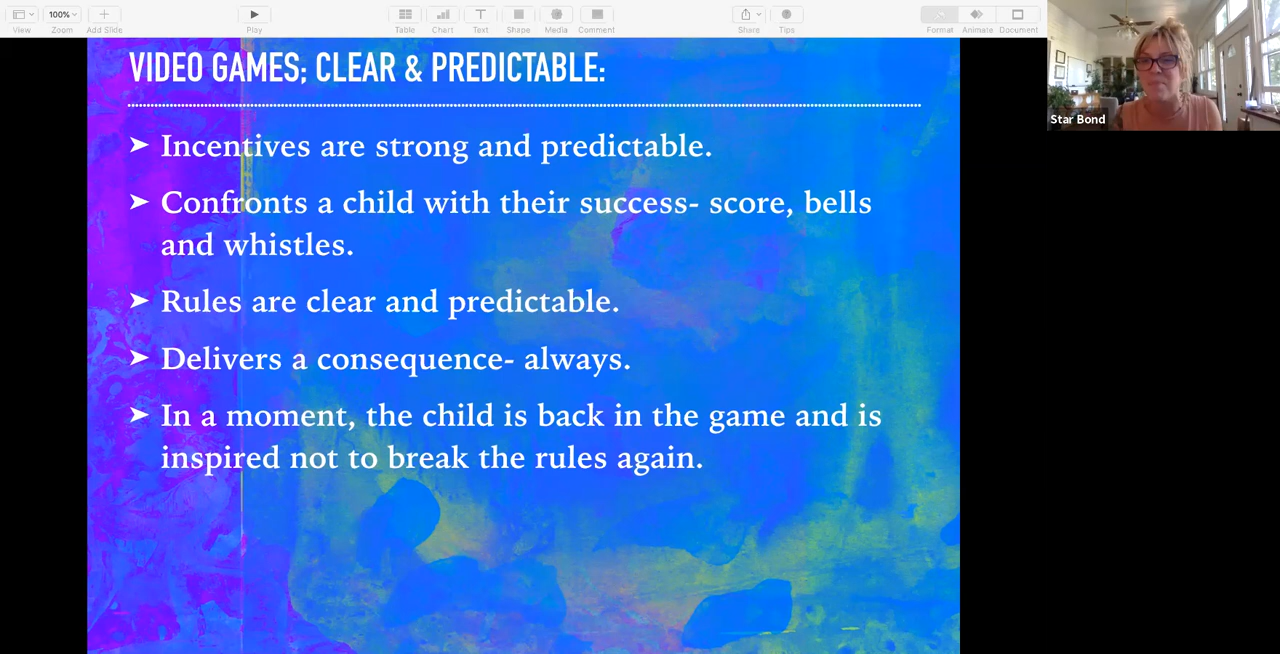 100%
View
Zoom
Add Slide
Play
Table
Chart
Text
Shape
Media
Comment
Share
Tips
Format
Animate
Document
Star Bond
VIDEO GAMES; CLEAR & PREDICTABLE:
➤ Incentives are strong and predictable.
➤ Confronts a child with their success- score, bells
and whistles.
➤ Rules are clear and predictable.
➤ Delivers a consequence- always.
➤ In a moment, the child is back in the game and is
inspired not to break the rules again.